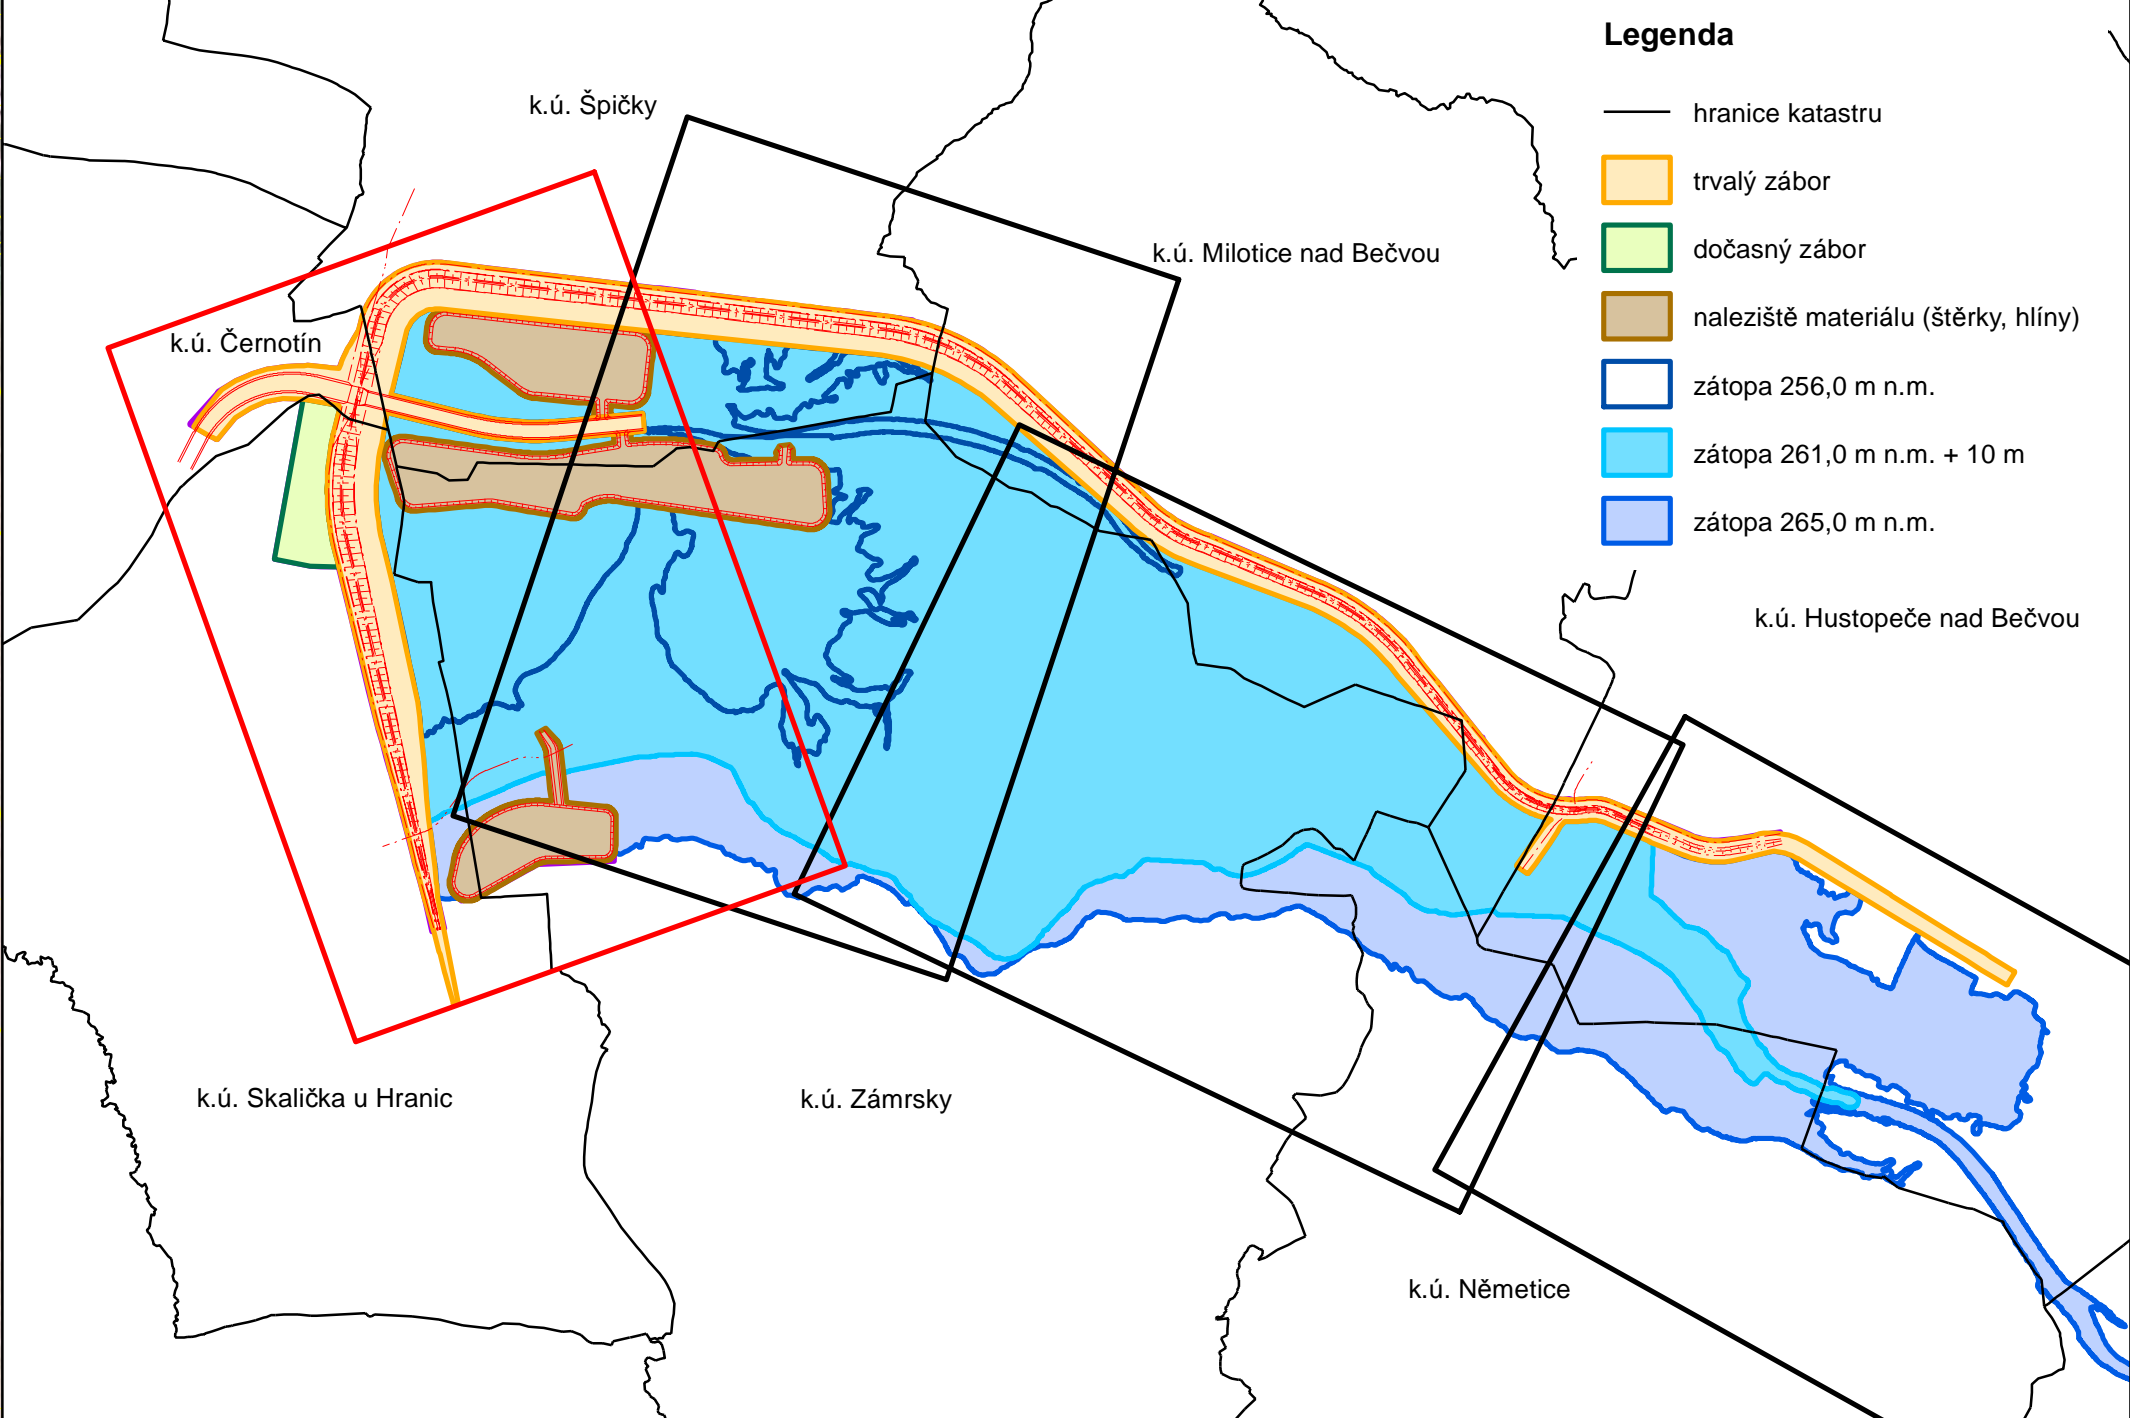 Legenda
hranice katastru
trvalý zábor
dočasný zábor
naleziště materiálu (štěrky, hlíny)
zátopa 256,0 m n.m.
zátopa 261,0 m n.m. + 10 m
zátopa 265,0 m n.m.
k.ú. Špičky
k.ú. Milotice nad Bečvou
k.ú. Černotín
k.ú. Hustopeče nad Bečvou
k.ú. Skalička u Hranic
k.ú. Zámrsky
k.ú. Němetice